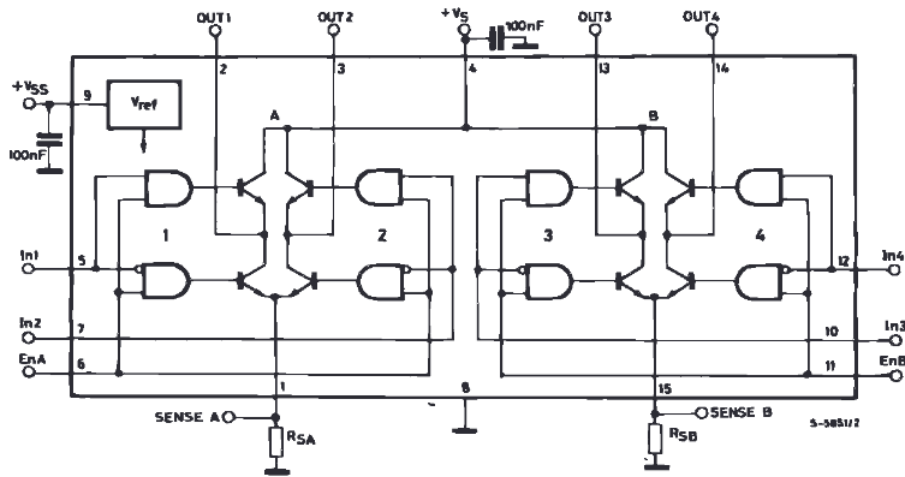 OUT1 OUT2 +VS OUT3 OUT4
100nF
2 3 4 13 14
+VSS 9 Vref
A B
100nF
1 2 3 4
In1 5 12 In4
In2 7 10 In3
EnA 6 11 EnB
1 8 15
SENSE A SENSE B
S-5851/2
RSA RSB